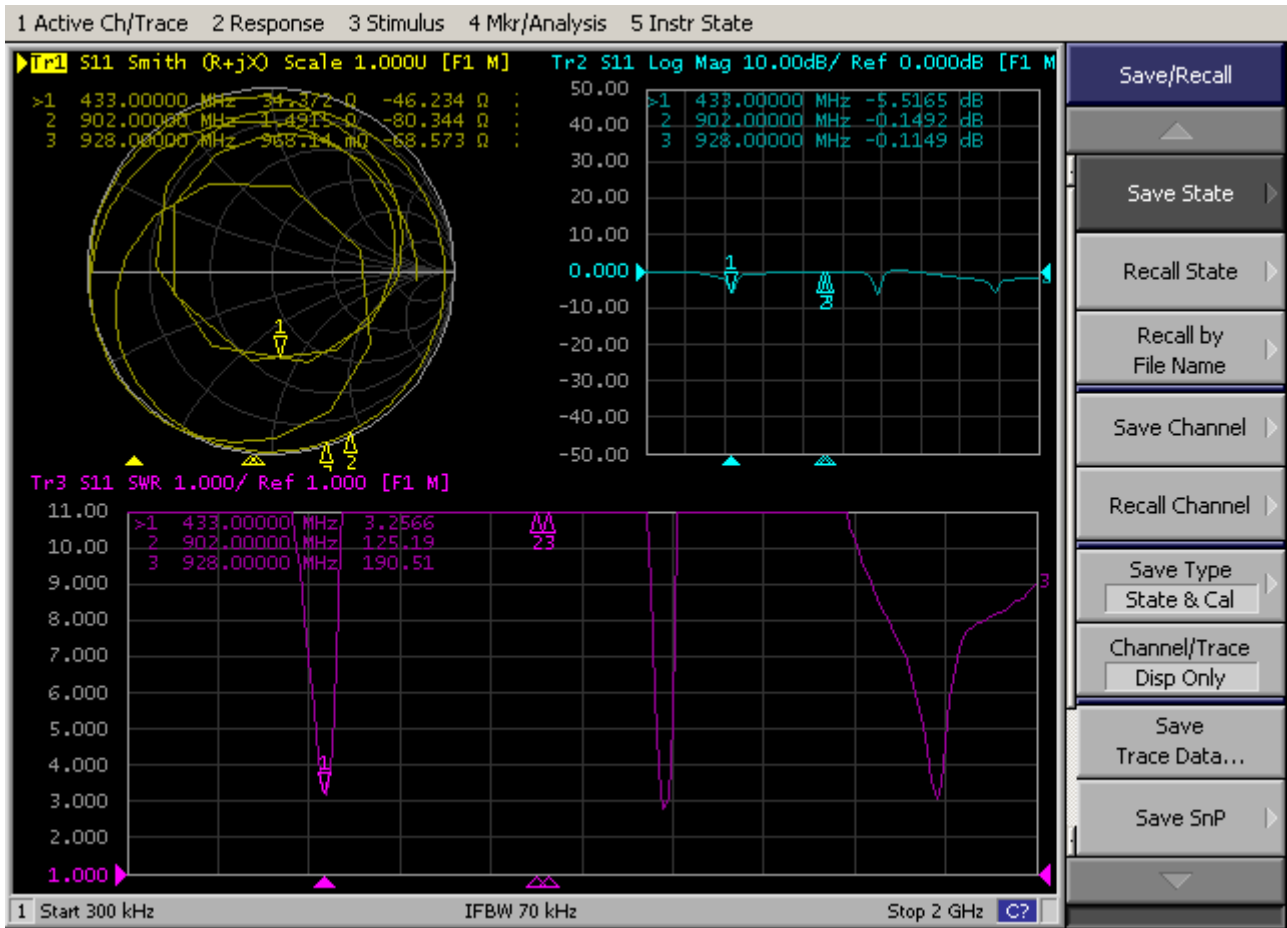 1 Active Ch/Trace 2 Response 3 Stimulus 4 Mkr/Analysis 5 Instr State
Tr1 S11 Smith (R+jX) Scale 1.000U [F1 M]
>1 433.00000 MHz 34.372 Ω -46.234 Ω
2 902.00000 MHz 1.4915 Ω -80.344 Ω
3 928.00000 MHz 968.14 mΩ -68.573 Ω
1
2
Tr2 S11 Log Mag 10.00dB/ Ref 0.000dB [F1 M
50.00
40.00
30.00
20.00
10.00
0.000
-10.00
-20.00
-30.00
-40.00
-50.00
>1 433.00000 MHz -5.5165 dB
2 902.00000 MHz -0.1492 dB
3 928.00000 MHz -0.1149 dB
1
Tr3 S11 SWR 1.000/ Ref 1.000 [F1 M]
11.00
10.00
9.000
8.000
7.000
6.000
5.000
4.000
3.000
2.000
1.000
>1 433.00000 MHz 3.2566
2 902.00000 MHz 125.19
3 928.00000 MHz 190.51
23
3
1
1 Start 300 kHz IFBW 70 kHz Stop 2 GHz C?
Save/Recall
Save State
Recall State
Recall by
File Name
Save Channel
Recall Channel
Save Type
State & Cal
Channel/Trace
Disp Only
Save
Trace Data...
Save SnP